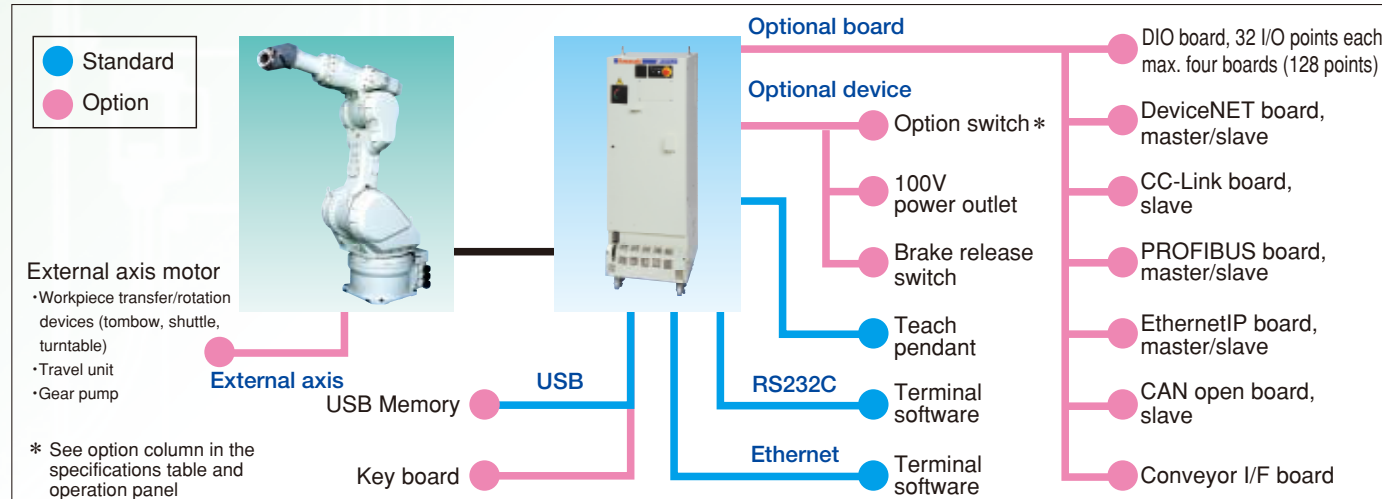 Standard
Option
Optional board
Optional device
DIO board, 32 I/O points each
max. four boards (128 points)
Option switch*
DeviceNET board,
master/slave
100V
power outlet
CC-Link board,
slave
Brake release
switch
PROFIBUS board,
master/slave
External axis motor
・Workpiece transfer/rotation
devices (tombow, shuttle,
turntable)
・Travel unit
・Gear pump
Teach
pendant
EthernetIP board,
master/slave
External axis
USB
USB Memory
RS232C
Terminal
software
CAN open board,
slave
* See option column in the
specifications table and
operation panel
Key board
Ethernet
Terminal
software
Conveyor I/F board